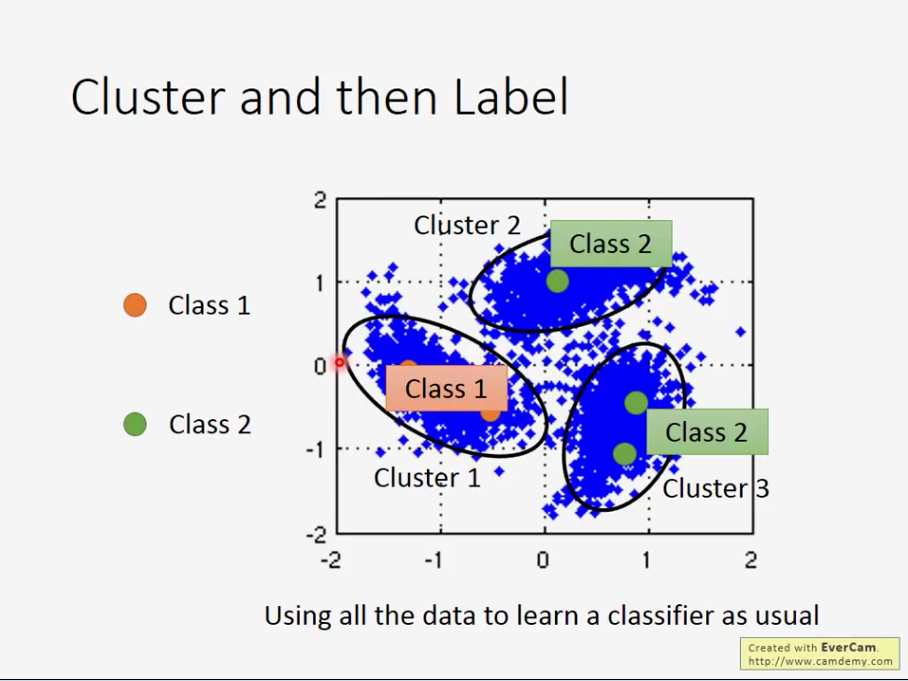 Cluster and then Label
2
Cluster 2
Class 2
1
Class 1
0
Class 1
Class 2
Class 2
-1
Cluster 1
Cluster 3
-2
-2
-1
0
1
2
Using all the data to learn a classifier as usual
Created with EverCam.
http://www.camdemy.com